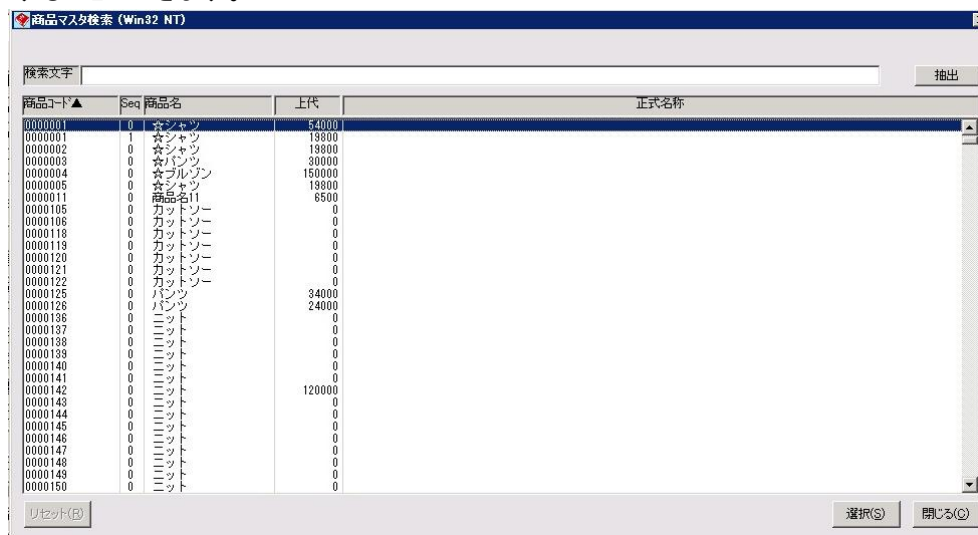 商品マスタ検索 (Win32 NT)
検索文字 抽出
商品コード▲ Seq 商品名 上代 正式名称
0000001 0 ☆シャツ 54000
0000001 1 ☆シャツ 19800
0000002 0 ☆シャツ 19800
0000003 0 ☆パンツ 30000
0000004 0 ☆ブルゾン 150000
0000005 0 ☆シャツ 19800
0000011 0 商品名11 6500
0000105 0 カットソー 0
0000106 0 カットソー 0
0000118 0 カットソー 0
0000119 0 カットソー 0
0000120 0 カットソー 0
0000121 0 カットソー 0
0000122 0 カットソー 0
0000125 0 パンツ 34000
0000126 0 パンツ 24000
0000136 0 ニット 0
0000137 0 ニット 0
0000138 0 ニット 0
0000139 0 ニット 0
0000140 0 ニット 0
0000141 0 ニット 0
0000142 0 ニット 120000
0000143 0 ニット 0
0000144 0 ニット 0
0000145 0 ニット 0
0000146 0 ニット 0
0000147 0 ニット 0
0000148 0 ニット 0
0000149 0 ニット 0
0000150 0 ニット 0
リセット(R) 選択(S) 閉じる(C)